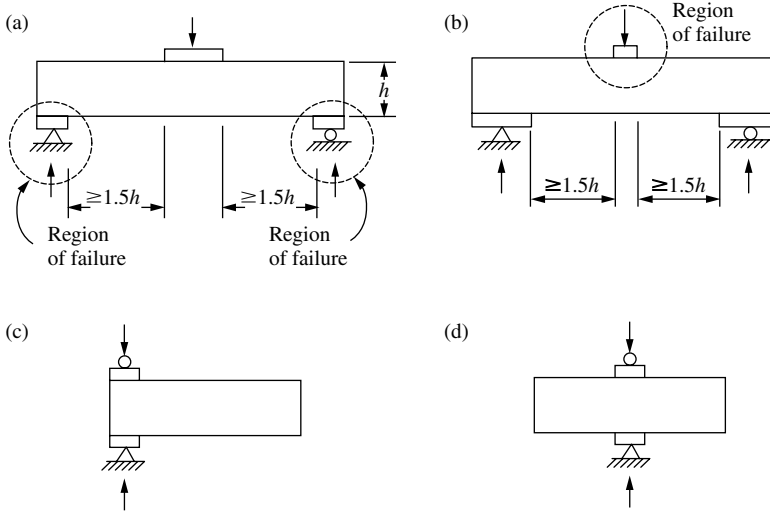 (a)
h
≥1.5h
≥1.5h
Region
of failure
Region
of failure
(b)
Region
of failure
≥1.5h
≥1.5h
(c)
(d)